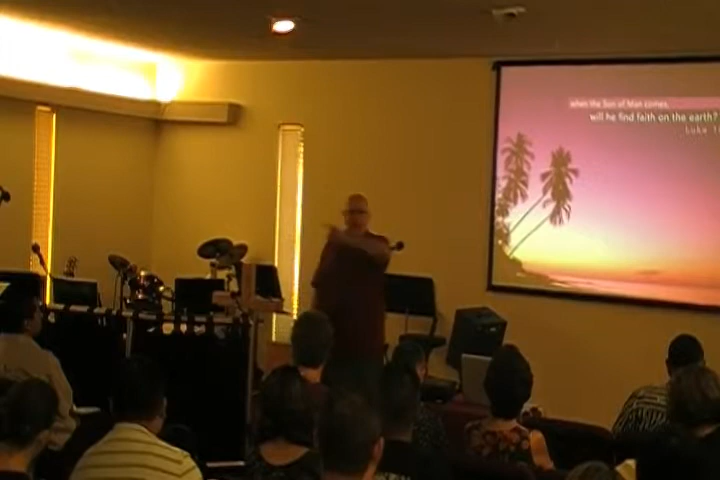 when the Son of Man comes,
will he find faith on the earth?
Luke